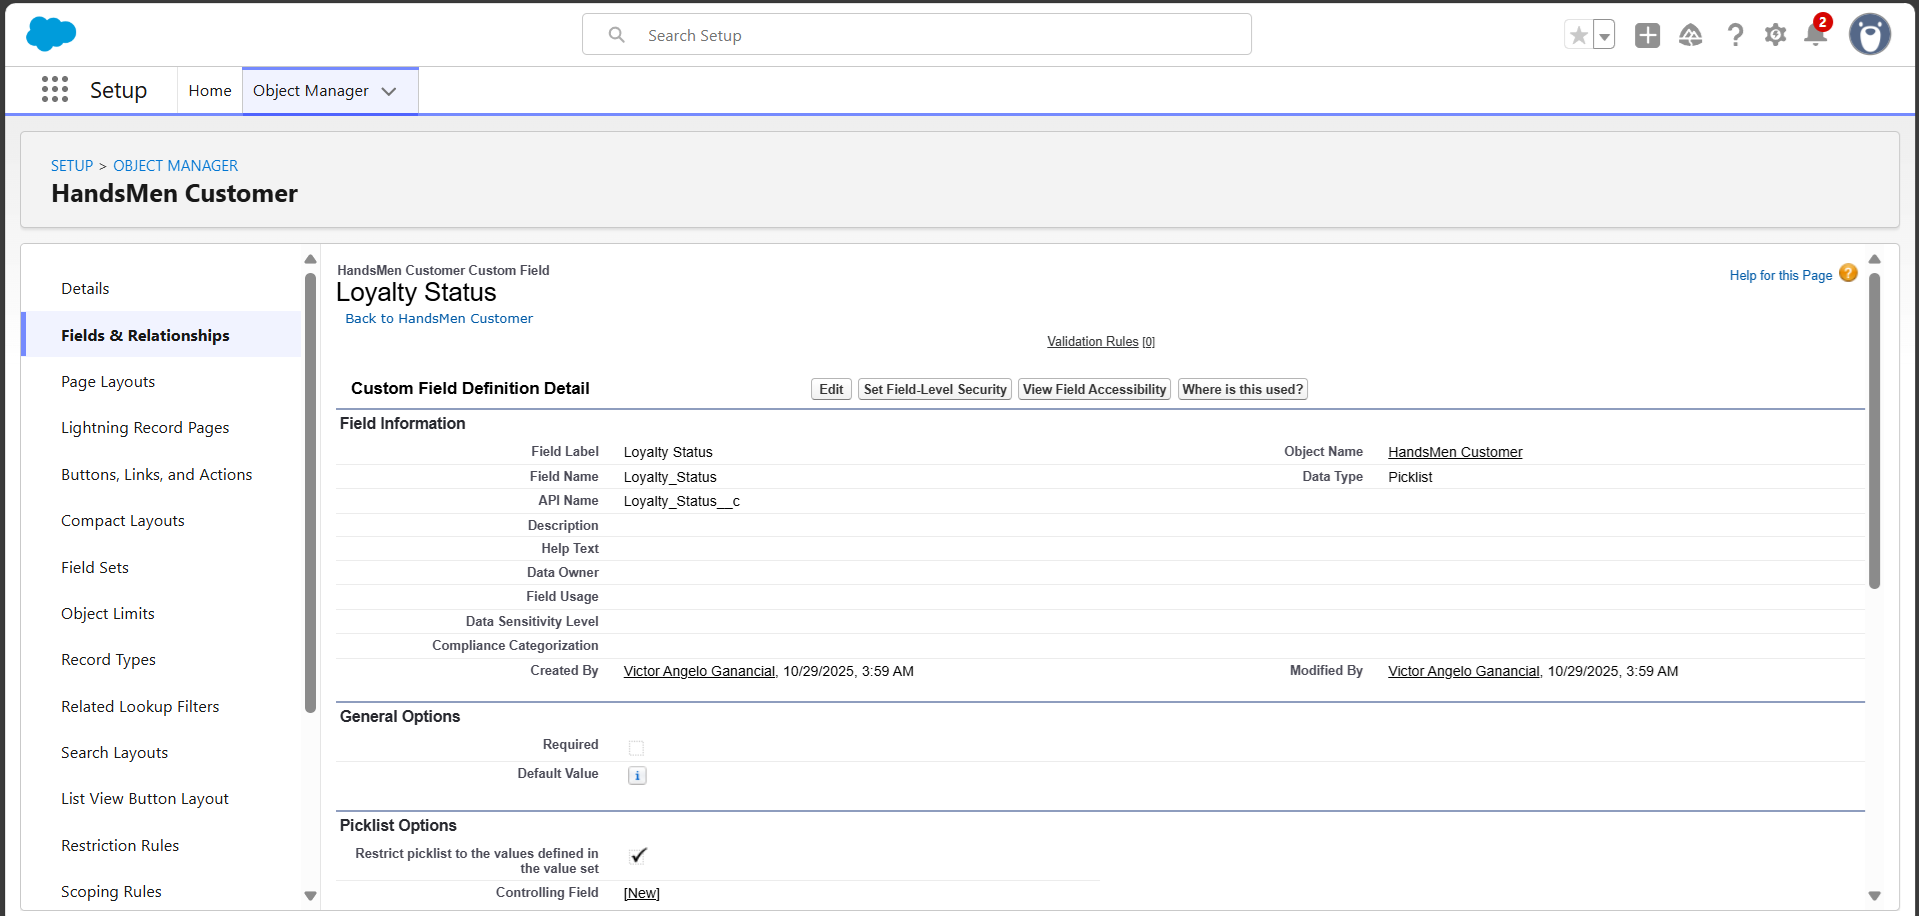 Search Setup
2
Setup
Home
Object Manager
SETUP > OBJECT MANAGER
HandsMen Customer
Details
Fields & Relationships
Page Layouts
Lightning Record Pages
Buttons, Links, and Actions
Compact Layouts
Field Sets
Object Limits
Record Types
Related Lookup Filters
Search Layouts
List View Button Layout
Restriction Rules
Scoping Rules
HandsMen Customer Custom Field
Loyalty Status
Back to HandsMen Customer
Help for this Page ?
Validation Rules [0]
Custom Field Definition Detail
Edit
Set Field-Level Security
View Field Accessibility
Where is this used?
Field Information
Field Label Loyalty Status Object Name HandsMen Customer
Field Name Loyalty_Status Data Type Picklist
API Name Loyalty_Status__c
Description
Help Text
Data Owner
Field Usage
Data Sensitivity Level
Compliance Categorization
Created By Victor Angelo Ganancial, 10/29/2025, 3:59 AM Modified By Victor Angelo Ganancial, 10/29/2025, 3:59 AM
General Options
Required
Default Value i
Picklist Options
Restrict picklist to the values defined in
the value set
Controlling Field [New]